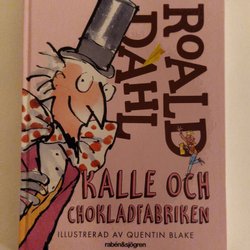 ROALD
DAHL
KALLE OCH
CHOKLADFABRIKEN
ILLUSTRERAD AV QUENTIN BLAKE
rabén&sjögren